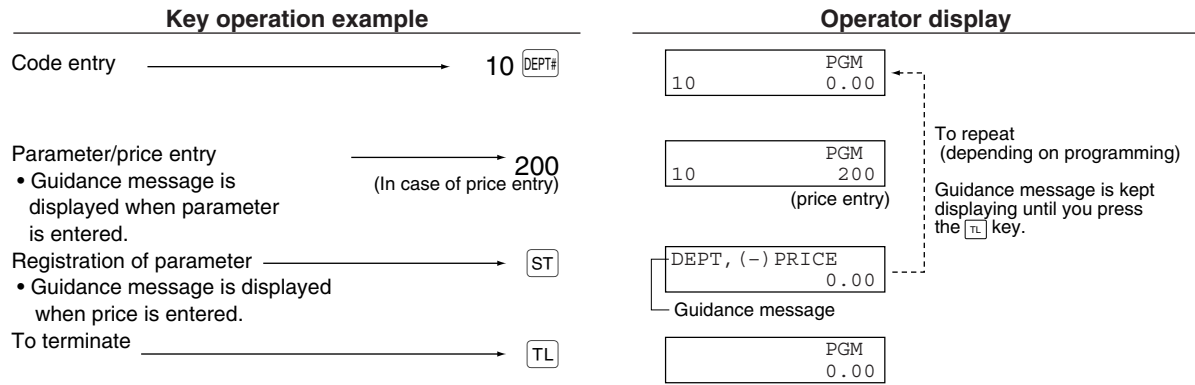 Key operation example
Operator display
Code entry
10 DEPT#
PGM
10 0.00
Parameter/price entry
200
• Guidance message is
(In case of price entry)
displayed when parameter
is entered.
PGM
10 200
(price entry)
To repeat
(depending on programming)
Guidance message is kept
displaying until you press
the TL key.
Registration of parameter
ST
• Guidance message is displayed
when price is entered.
DEPT,(-)PRICE
0.00
Guidance message
To terminate
TL
PGM
0.00